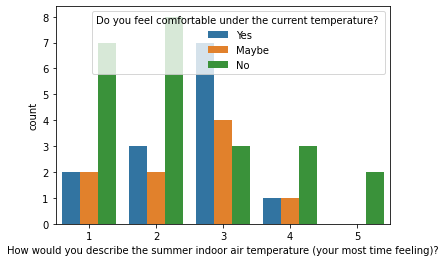 Do you feel comfortable under the current temperature?
Yes
Maybe
No
8
7
6
5
4
3
2
1
0
count
1 2 3 4 5
How would you describe the summer indoor air temperature (your most time feeling)?